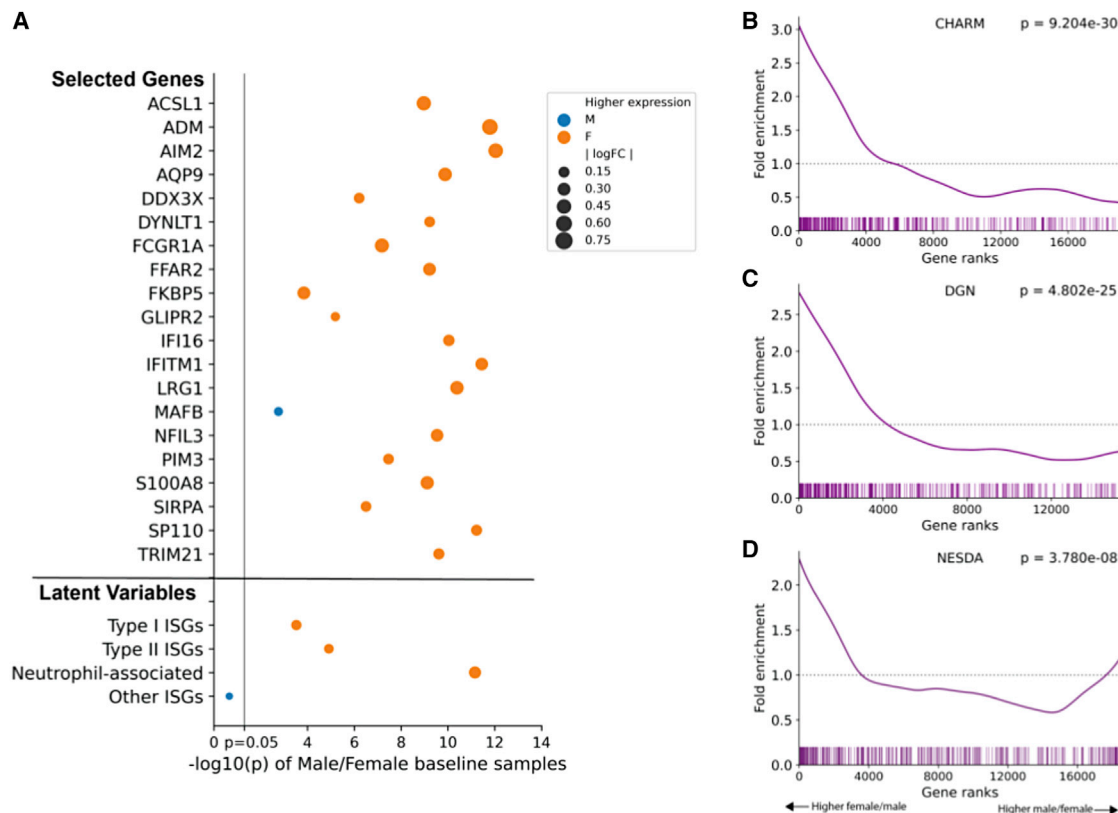 A
Selected Genes
ACSL1
ADM
AIM2
AQP9
DDX3X
DYNLT1
FCGR1A
FFAR2
FKBP5
GLIPR2
IFI16
IFITM1
LRG1
MAFB
NFIL3
PIM3
S100A8
SIRPA
SP110
TRIM21
Latent Variables
Type I ISGs
Type II ISGs
Neutrophil-associated
Other ISGs
0 p=0.05 4 6 8 10 12 14
-log10(p) of Male/Female baseline samples
Higher expression
M
F
| logFC |
0.15
0.30
0.45
0.60
0.75
B
CHARM p = 9.204e-30
Fold enrichment
3.0
2.5
2.0
1.5
1.0
0.5
0.0
0 4000 8000 12000 16000
Gene ranks
C
DGN p = 4.802e-25
Fold enrichment
2.5
2.0
1.5
1.0
0.5
0.0
0 4000 8000 12000
Gene ranks
D
NESDA p = 3.780e-08
Fold enrichment
2.0
1.5
1.0
0.5
0.0
0 4000 8000 12000 16000
Gene ranks
Higher female/male Higher male/female